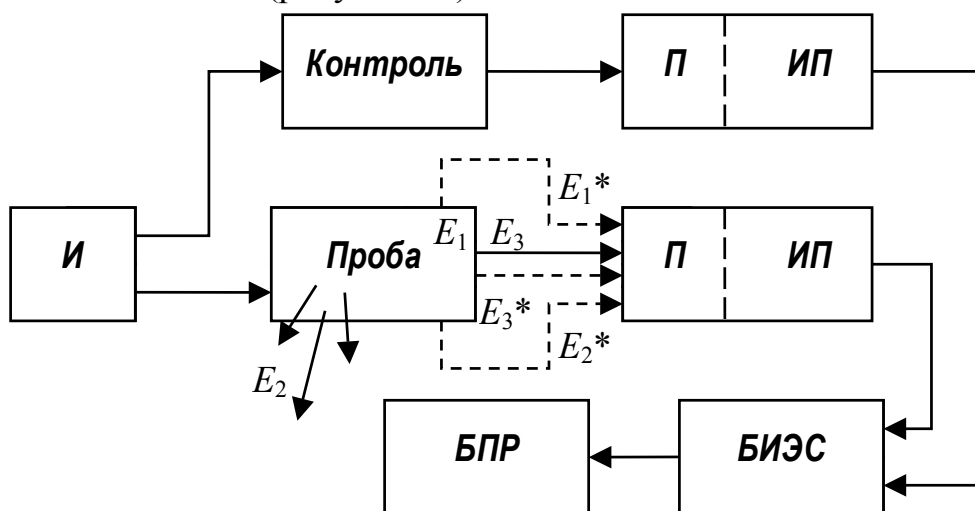 Контроль П ИП
E₁*
И E₁ E₃
Проба П ИП
E₃*
E₂*
E₂
БПР БИЭС